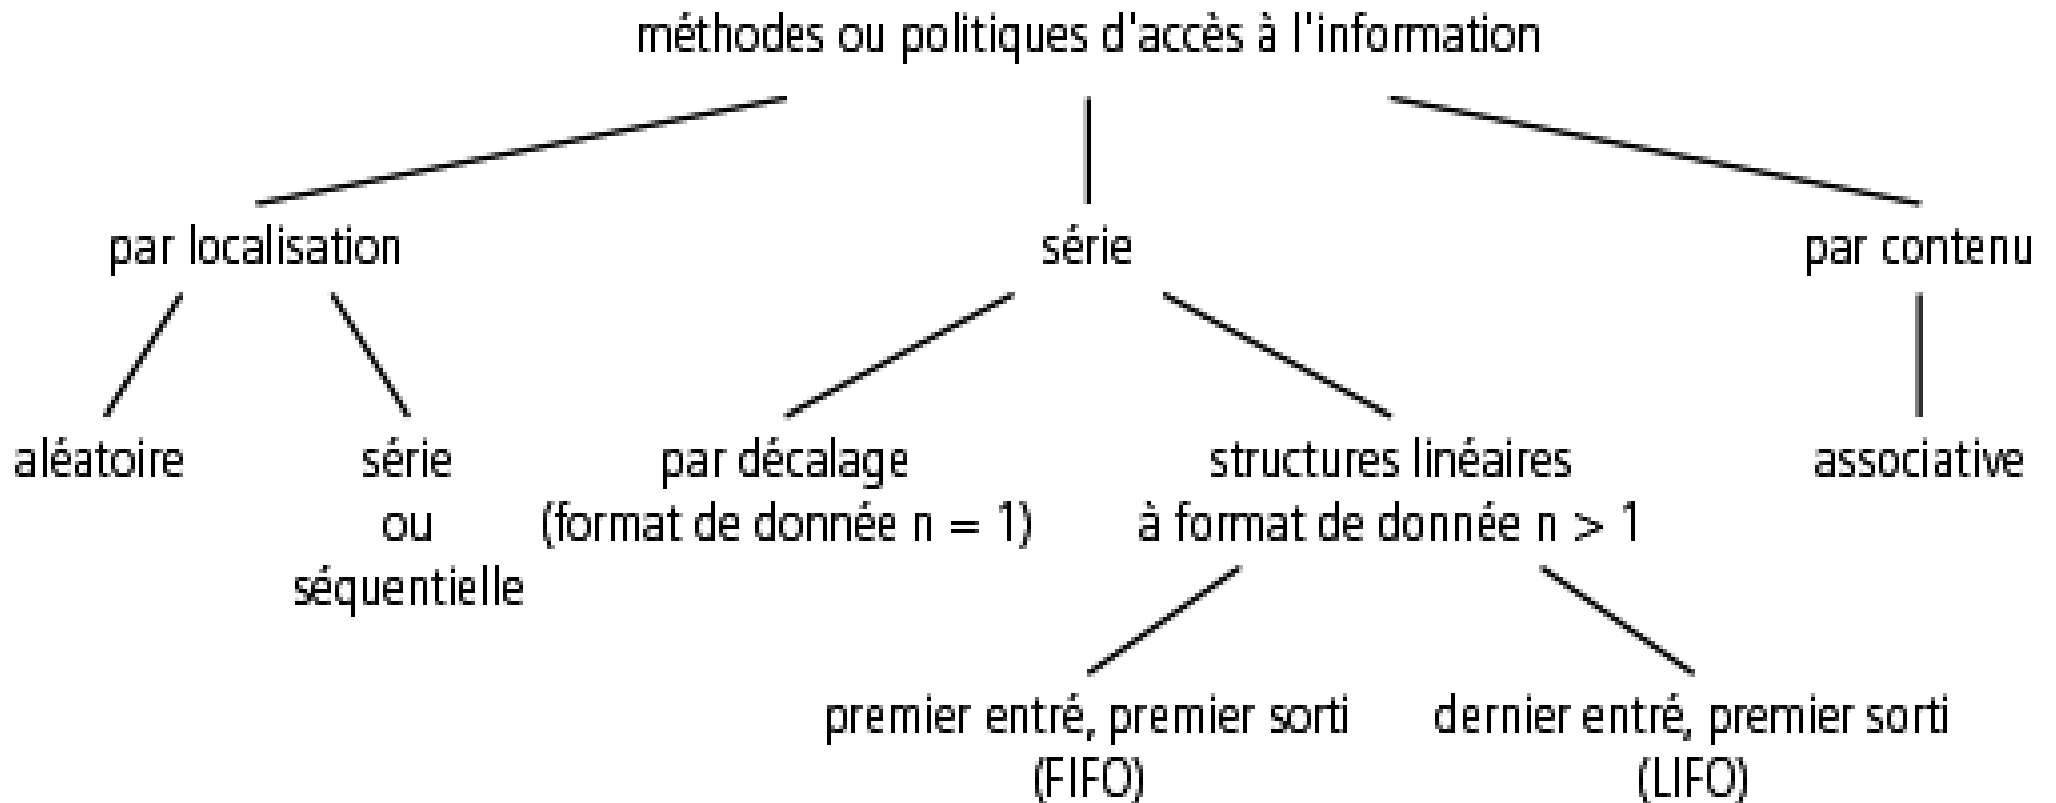 méthodes ou politiques d'accès à l'information
par localisation
série
par contenu
aléatoire
série
ou
séquentielle
par décalage
(format de donnée n = 1)
structures linéaires
à format de donnée n > 1
associative
premier entré, premier sorti
(FIFO)
dernier entré, premier sorti
(LIFO)